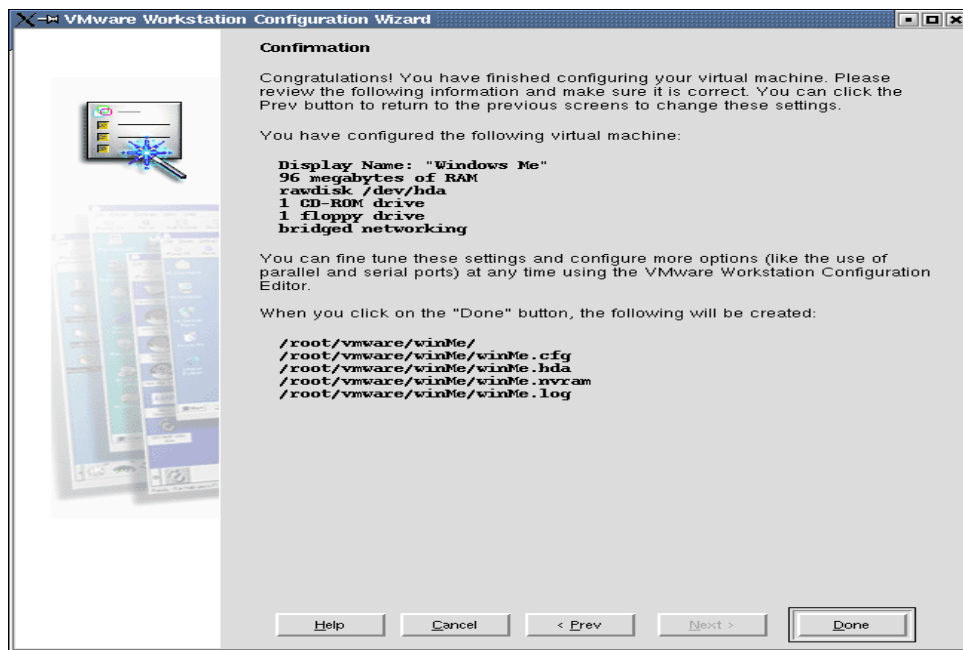 VMware Workstation Configuration Wizard
Confirmation
Congratulations! You have finished configuring your virtual machine. Please
review the following information and make sure it is correct. You can click the
Prev button to return to the previous screens to change these settings.
You have configured the following virtual machine:
Display Name: "Windows Me"
96 megabytes of RAM
rawdisk /dev/hda
1 CD-ROM drive
1 floppy drive
bridged networking
You can fine tune these settings and configure more options (like the use of
parallel and serial ports) at any time using the VMware Workstation Configuration
Editor.
When you click on the "Done" button, the following will be created:
/root/vmware/winMe/
/root/vmware/winMe/winMe.cfg
/root/vmware/winMe/winMe.hda
/root/vmware/winMe/winMe.nvram
/root/vmware/winMe/winMe.log
Help Cancel < Prev Next > Done